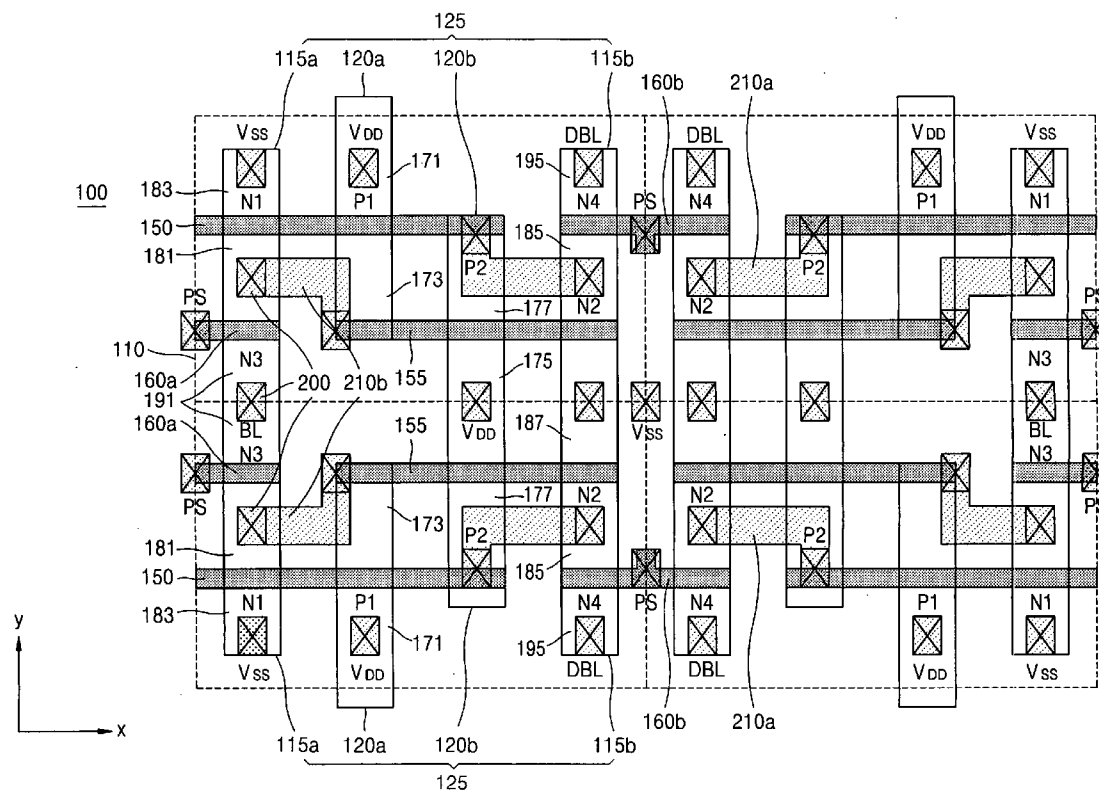 125
115a 120a 120b 115b 160b 210a
VSS VDD DBL DBL VDD VSS
100
183 171 195 PS
N1 P1 N4 N4 P1 N1
150
181 P2 185 P2
173 N2 N2
PS 177 PS
110
N3 N3
160a 200 210b 155 175
191
BL VDD VSS BL
160a 155 187
N3 N3
PS N2 N2 PS
177
173
181 P2 P2
150 185
N1 P1 PS N4 N4 P1 N1
183 171 195
VSS VDD DBL DBL VDD VSS
y
x
160b 210a
115a 120a 120b 115b
125